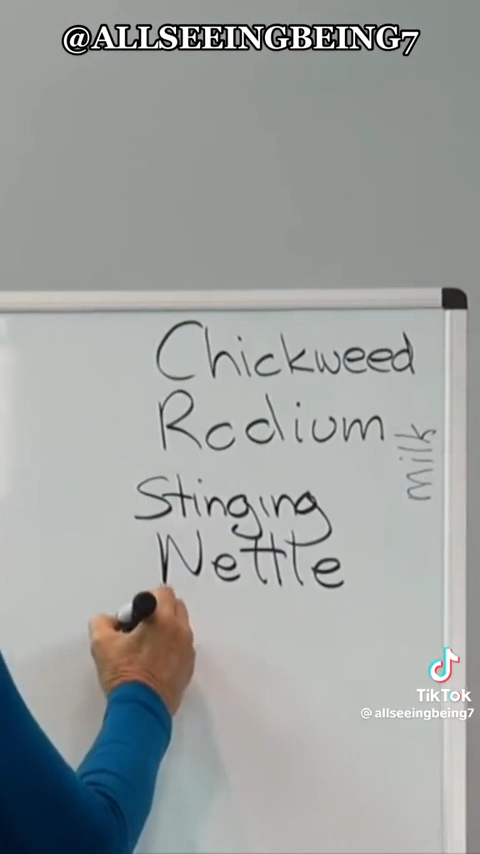 @ALLSEEINGBEING7
Chickweed
Rodium
milk
Stinging
Nettle
TikTok
@allseeingbeing7